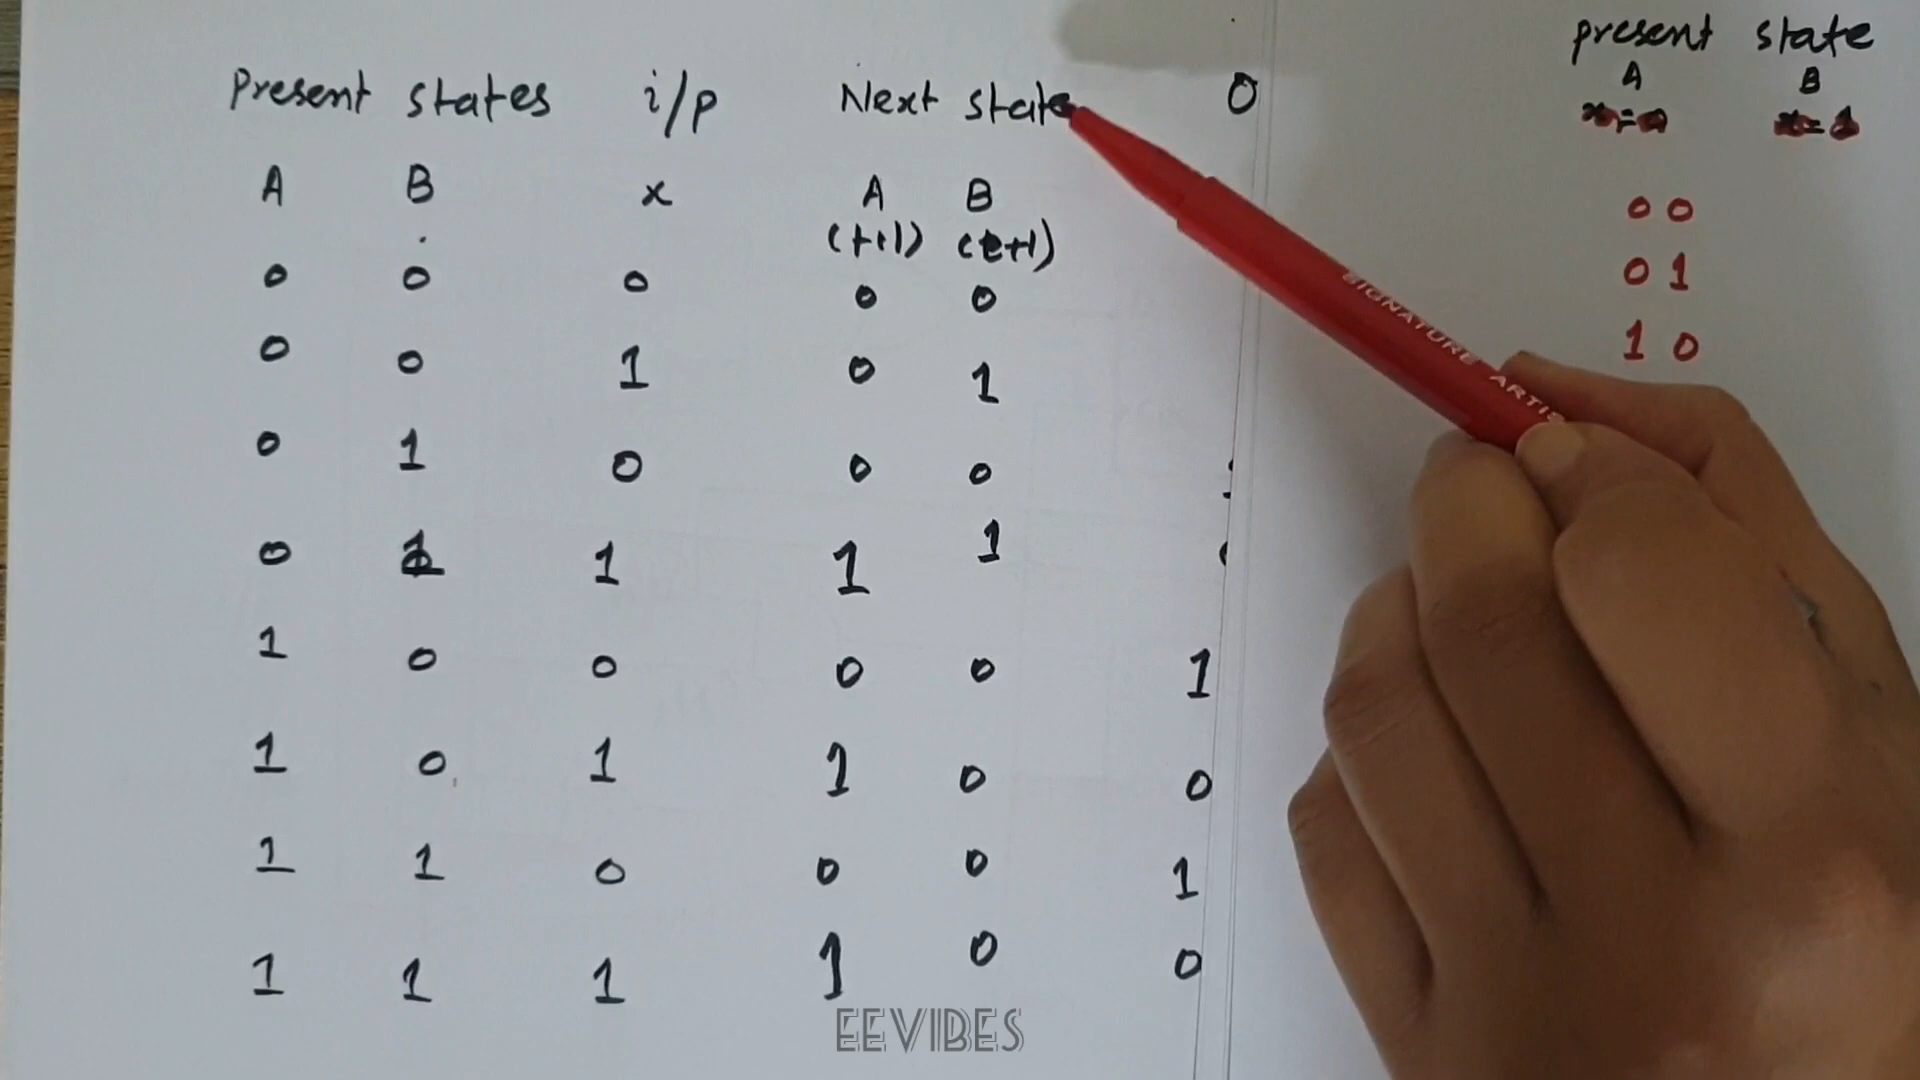 Present states i/p Next state 0
A B x A B
(t+1) (t+1)
0 0 0 0 0
0 0 1 0 1
0 1 0 0 0
0 1 1 1 1
1 0 0 0 0 1
1 0 1 1 0 0
1 1 0 0 0 1
1 1 1 1 0 0
present state
A B
0 0
0 1
1 0
SIGNATURE ARTIS
EEVIBES